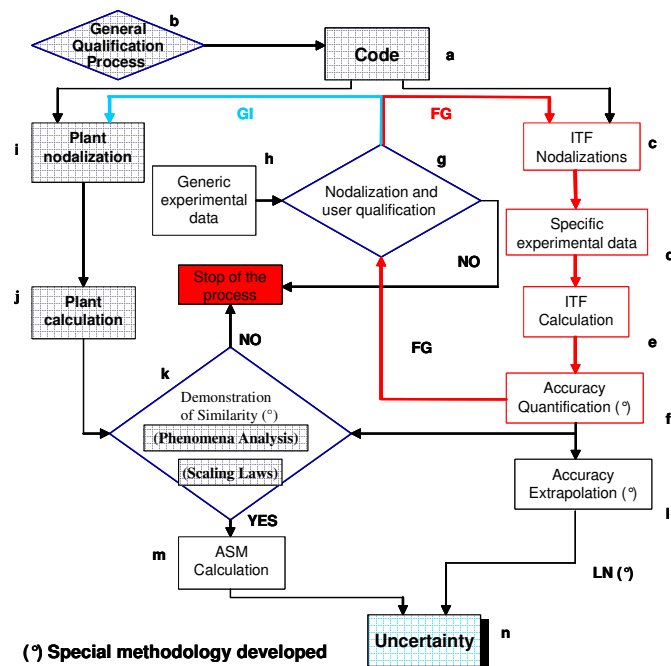 b
General
Qualification
Process
Code
a
GI
FG
i
Plant
nodalization
h
g
ITF
Nodalizations
c
Generic
experimental
data
Nodalization and
user qualification
Specific
experimental data
d
NO
Stop of the
process
j
Plant
calculation
ITF
Calculation
e
NO
FG
k
Demonstration
of Similarity (°)
(Phenomena Analysis)
(Scaling Laws)
Accuracy
Quantification (°)
f
Accuracy
Extrapolation (°)
l
YES
m
ASM
Calculation
LN (°)
Uncertainty
n
(°) Special methodology developed